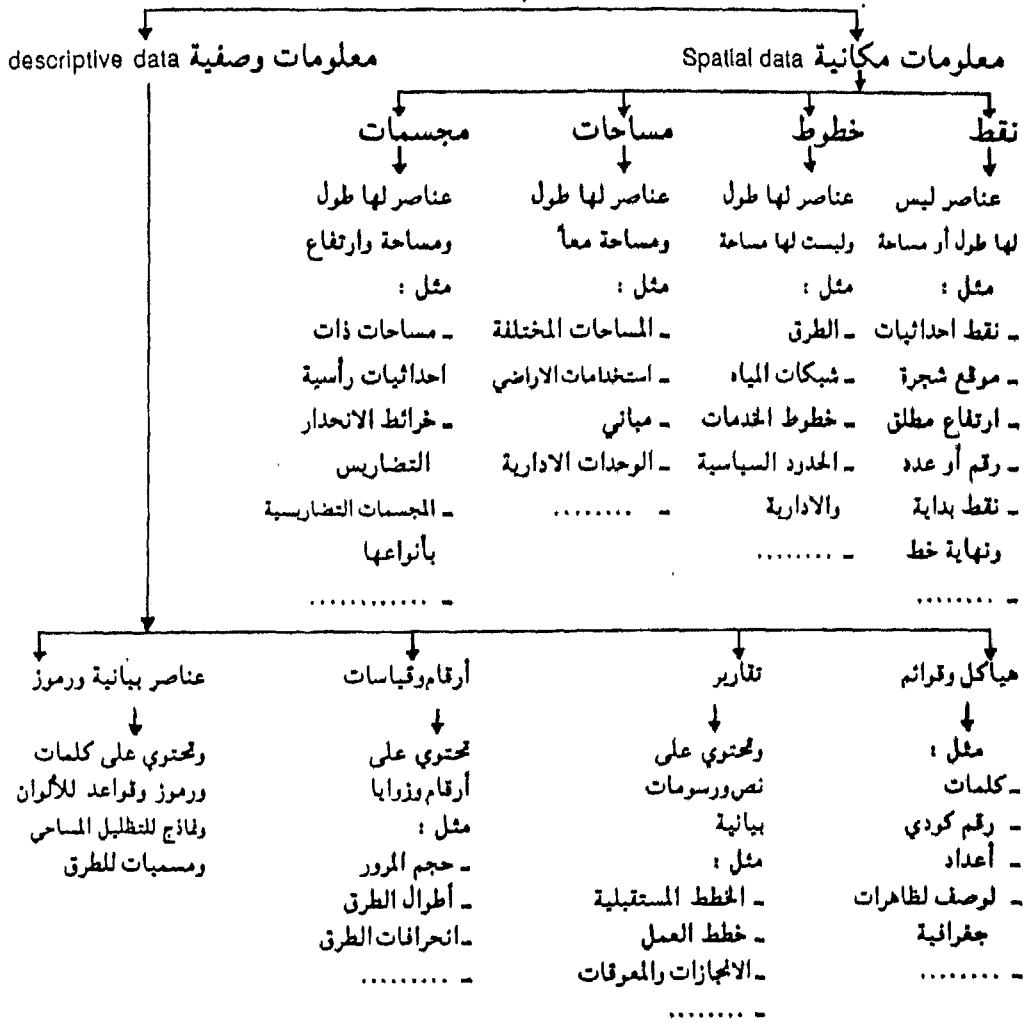 معلومات مكانية Spatial data
معلومات وصفية descriptive data
نقط
عناصر ليس
لها طول أو مساحة
مثل :
ـ نقط احداثيات
ـ موقع شجرة
ـ ارتفاع مطلق
ـ رقم أو عدد
ـ نقط بداية
ونهاية خط
ـ ........
خطوط
عناصر لها طول
وليست لها مساحة
مثل :
ـ الطرق
ـ شبكات المياه
ـ خطوط الخدمات
ـ الحدود السياسية
والادارية
ـ ........
مساحات
عناصر لها طول
ومساحة معاً
مثل :
ـ المساحات المختلفة
ـ استخدامات الاراضي
ـ مباني
ـ الوحدات الادارية
ـ ........
مجسمات
عناصر لها طول
ومساحة وارتفاع
مثل :
ـ مساحات ذات
احداثيات رأسية
ـ خرائط الانحدار
التضاريس
ـ المجسمات التضاريسية
بأنواعها
ـ ............
هياكل وقوائم
مثل :
ـ كلمات
ـ رقم كودي
ـ أعداد
ـ لوصف لظاهرات
جغرافية
ـ ........
تقارير
وتحتوي على
نص ورسومات
بيانية
مثل :
ـ الخطط المستقبلية
ـ خطط العمل
ـ الانجازات والمعوقات
ـ ........
أرقام وقياسات
تحتوي على
أرقام وزوايا
مثل :
ـ حجم المرور
ـ أطوال الطرق
ـ انحرافات الطرق
ـ .........
عناصر بيانية ورموز
وتحتوي على كلمات
ورموز وقواعد للألوان
ونماذج للتظليل المساحي
ومسميات للطرق